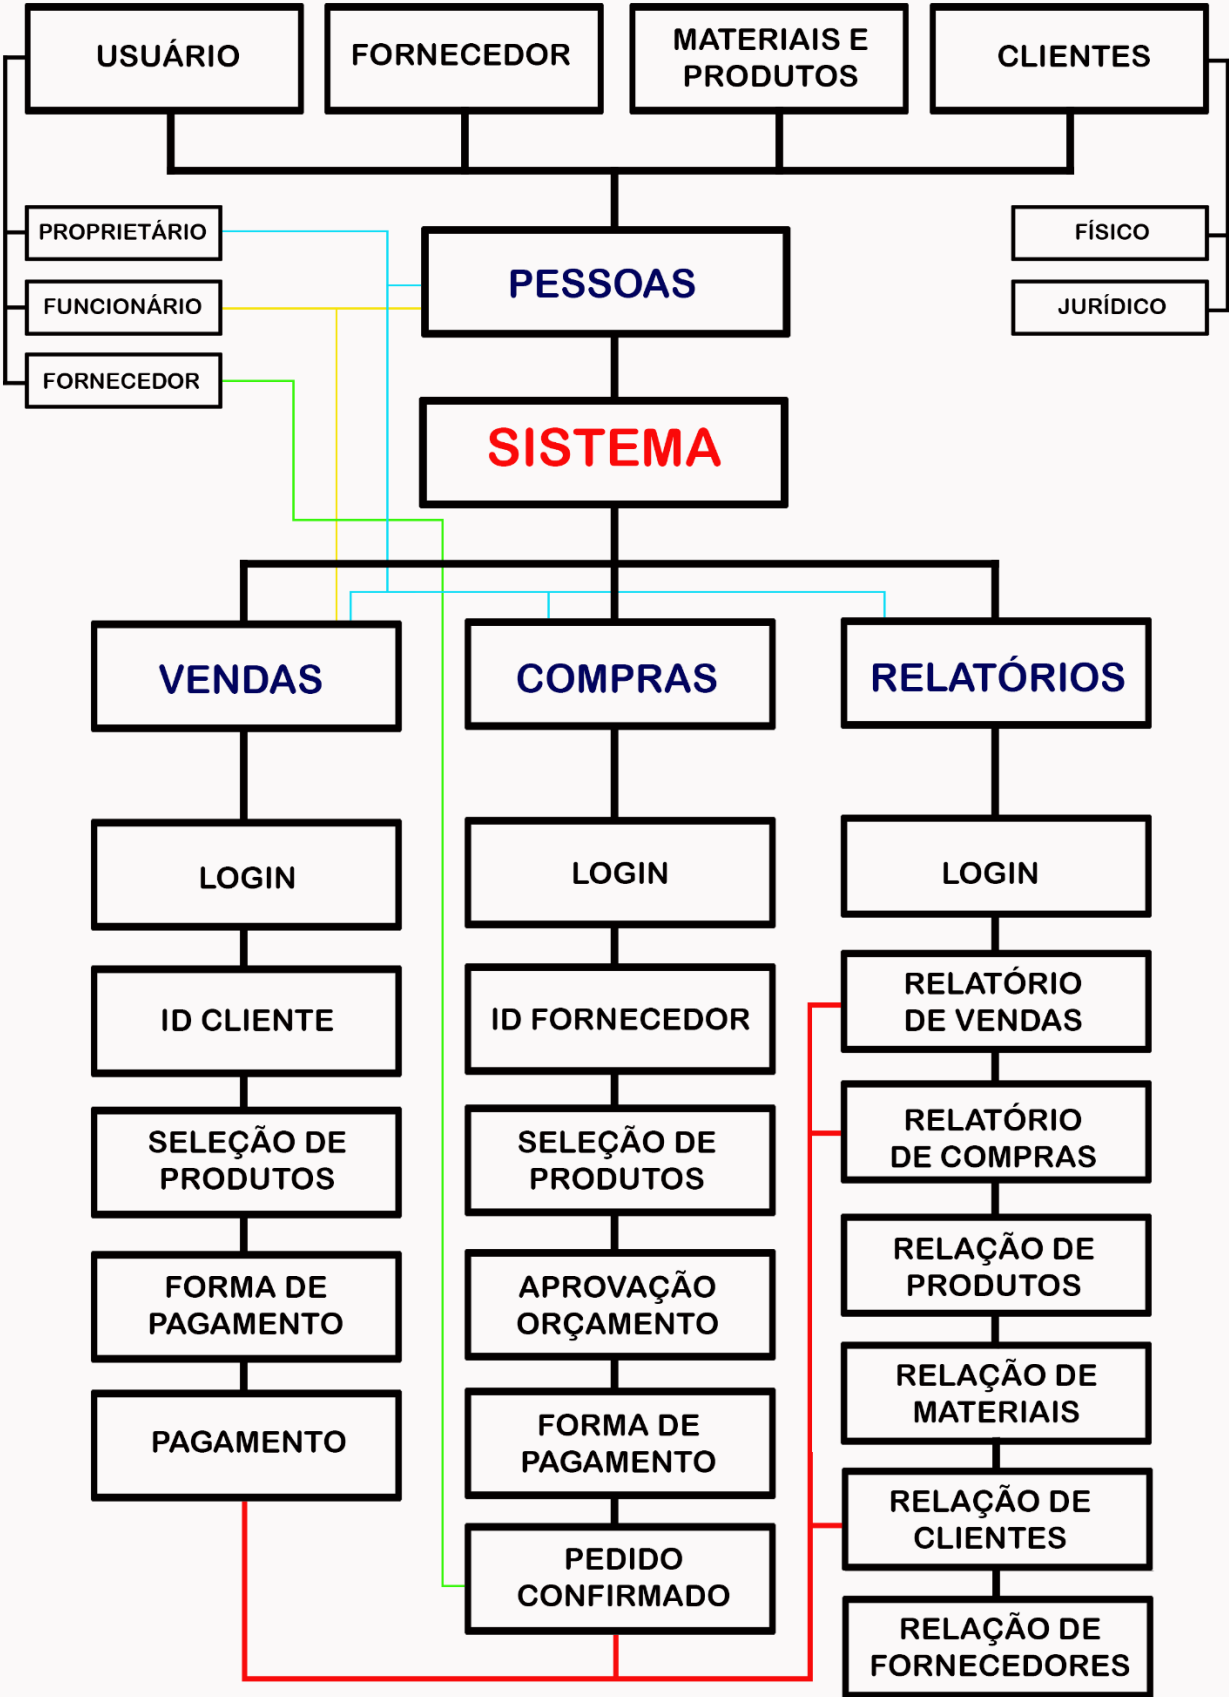 USUÁRIO
FORNECEDOR
MATERIAIS E
PRODUTOS
CLIENTES
PROPRIETÁRIO
FUNCIONÁRIO
FORNECEDOR
FÍSICO
JURÍDICO
PESSOAS
SISTEMA
VENDAS
COMPRAS
RELATÓRIOS
LOGIN
ID CLIENTE
SELEÇÃO DE
PRODUTOS
FORMA DE
PAGAMENTO
PAGAMENTO
LOGIN
ID FORNECEDOR
SELEÇÃO DE
PRODUTOS
APROVAÇÃO
ORÇAMENTO
FORMA DE
PAGAMENTO
PEDIDO
CONFIRMADO
LOGIN
RELATÓRIO
DE VENDAS
RELATÓRIO
DE COMPRAS
RELAÇÃO DE
PRODUTOS
RELAÇÃO DE
MATERIAIS
RELAÇÃO DE
CLIENTES
RELAÇÃO DE
FORNECEDORES